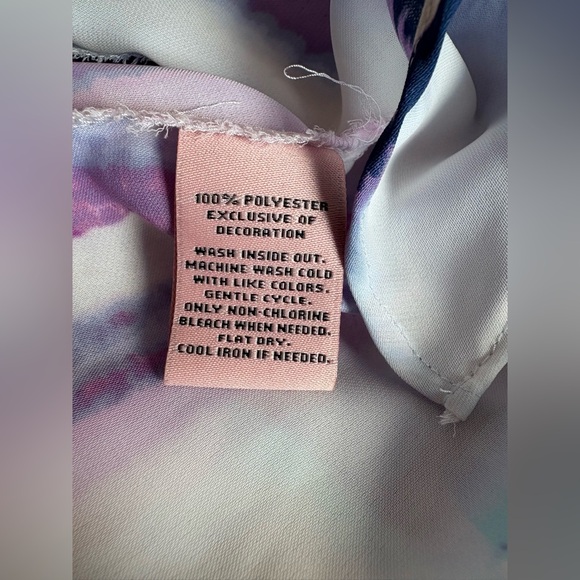 100% POLYESTER
EXCLUSIVE OF
DECORATION
WASH INSIDE OUT.
MACHINE WASH COLD
WITH LIKE COLORS.
GENTLE CYCLE.
ONLY NON-CHLORINE
BLEACH WHEN NEEDED.
FLAT DRY.
COOL IRON IF NEEDED.